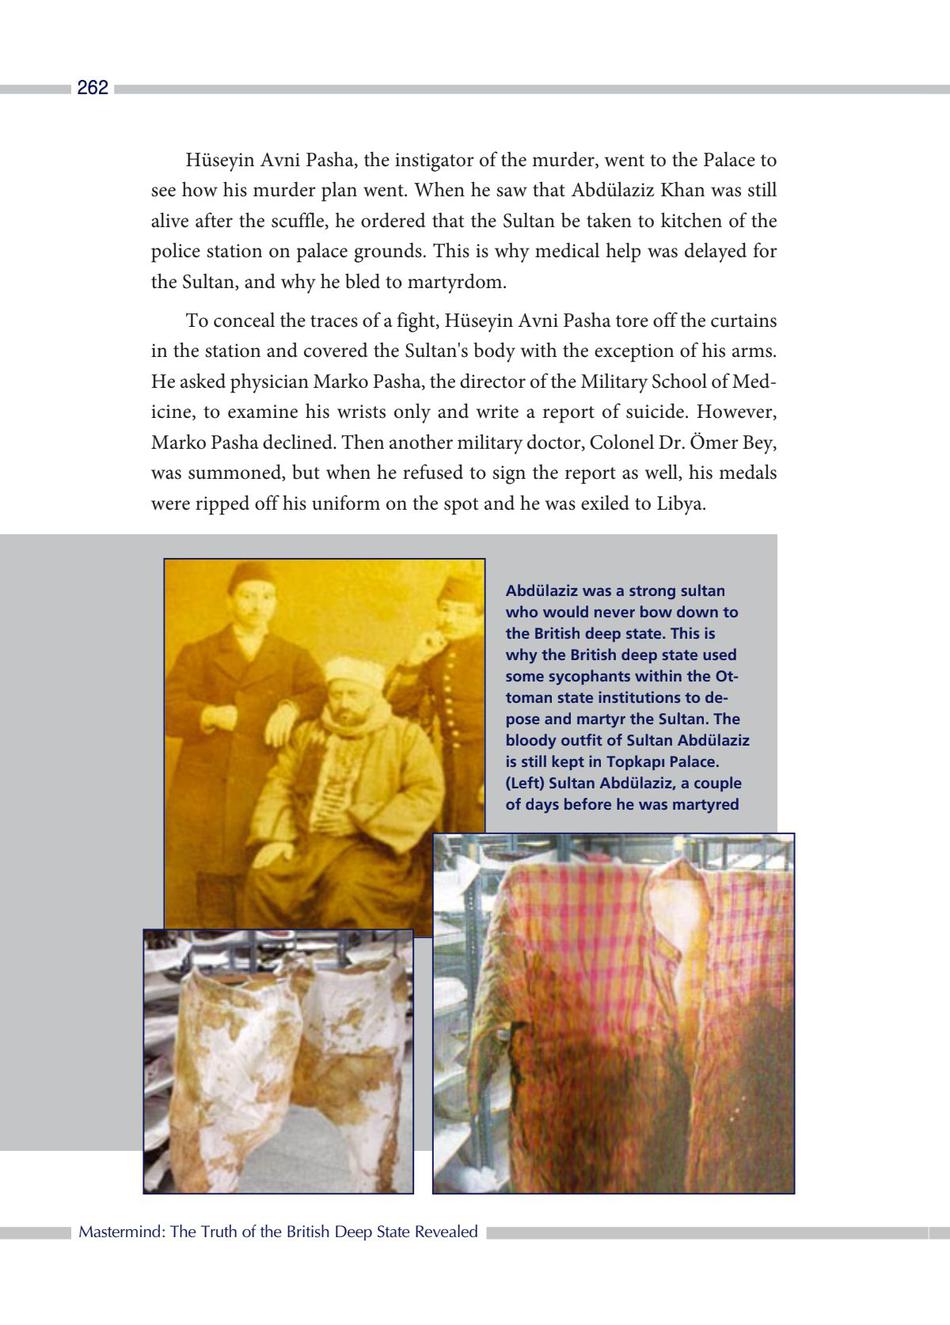 262
Hüseyin Avni Pasha, the instigator of the murder, went to the Palace to
see how his murder plan went. When he saw that Abdülaziz Khan was still
alive after the scuffle, he ordered that the Sultan be taken to kitchen of the
police station on palace grounds. This is why medical help was delayed for
the Sultan, and why he bled to martyrdom.
To conceal the traces of a fight, Hüseyin Avni Pasha tore off the curtains
in the station and covered the Sultan's body with the exception of his arms.
He asked physician Marko Pasha, the director of the Military School of Med-
icine, to examine his wrists only and write a report of suicide. However,
Marko Pasha declined. Then another military doctor, Colonel Dr. Ömer Bey,
was summoned, but when he refused to sign the report as well, his medals
were ripped off his uniform on the spot and he was exiled to Libya.
Abdülaziz was a strong sultan
who would never bow down to
the British deep state. This is
why the British deep state used
some sycophants within the Ot-
toman state institutions to de-
pose and martyr the Sultan. The
bloody outfit of Sultan Abdülaziz
is still kept in Topkapı Palace.
(Left) Sultan Abdülaziz, a couple
of days before he was martyred
Mastermind: The Truth of the British Deep State Revealed